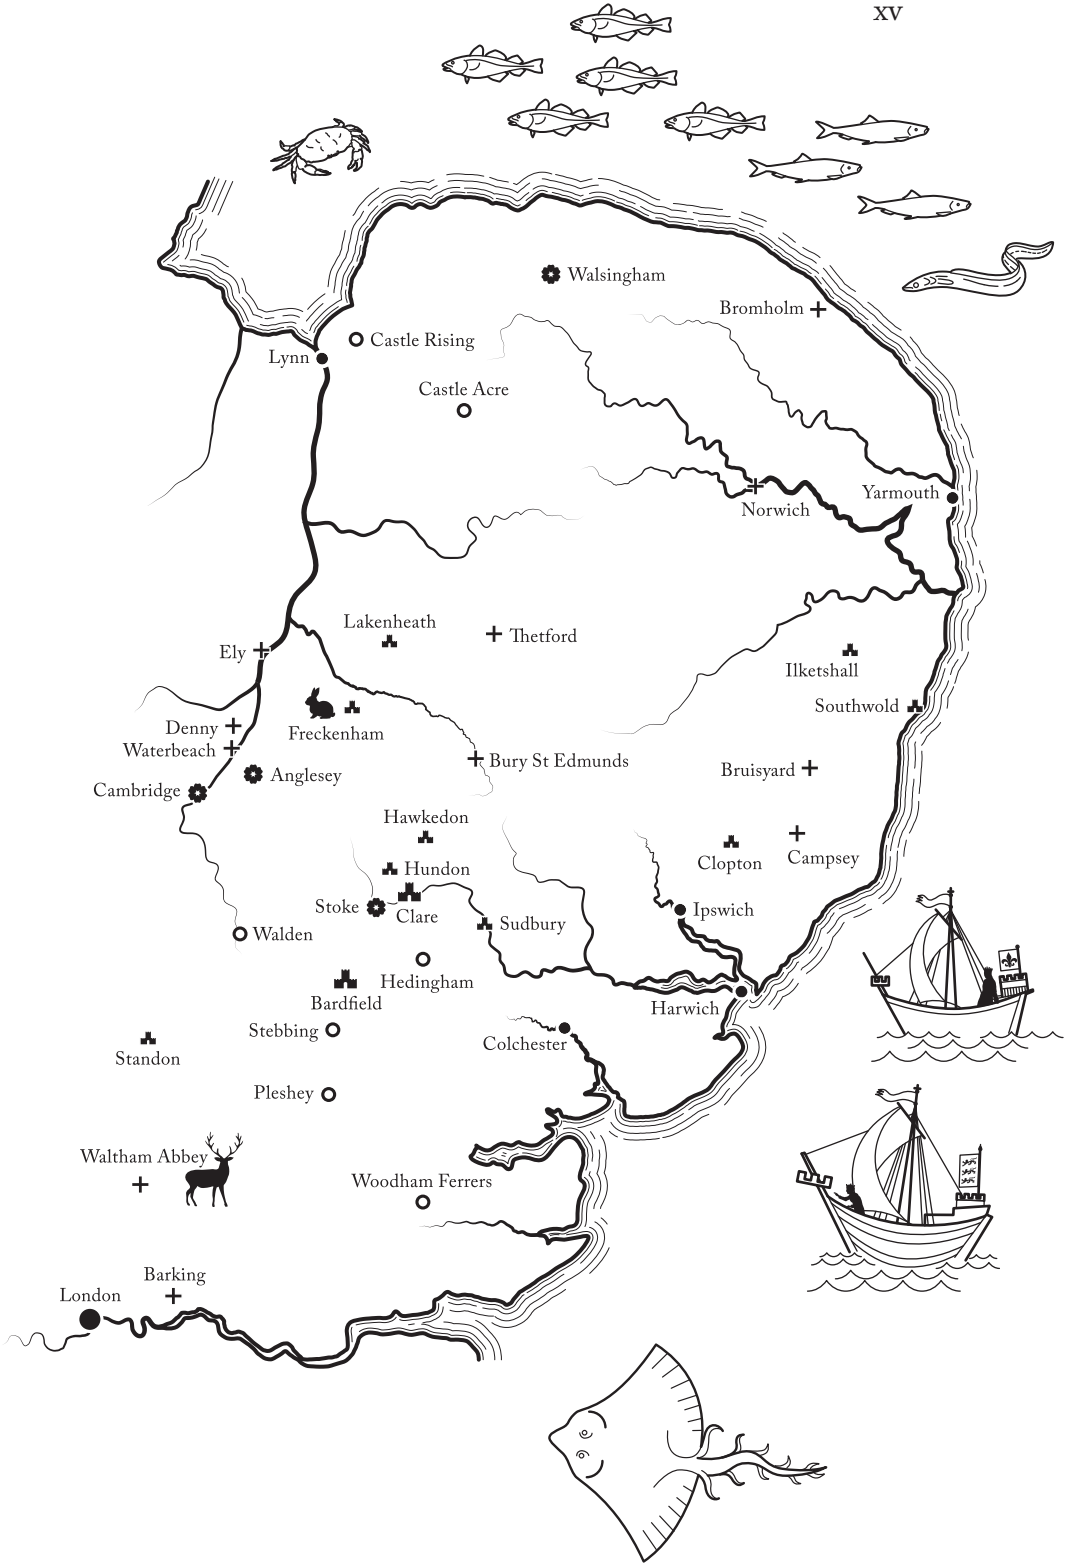 XV
Walsingham
Bromholm
Castle Rising
Lynn
Castle Acre
Yarmouth
Norwich
Lakenheath
Thetford
Ely
Ilketshall
Southwold
Denny
Freckenham
Waterbeach
Bury St Edmunds
Bruisyard
Anglesey
Cambridge
Hawkedon
Clopton
Campsey
Hundon
Stoke
Clare
Ipswich
Sudbury
Walden
Hedingham
Bardfield
Harwich
Stebbing
Colchester
Standon
Pleshey
Waltham Abbey
Woodham Ferrers
Barking
London